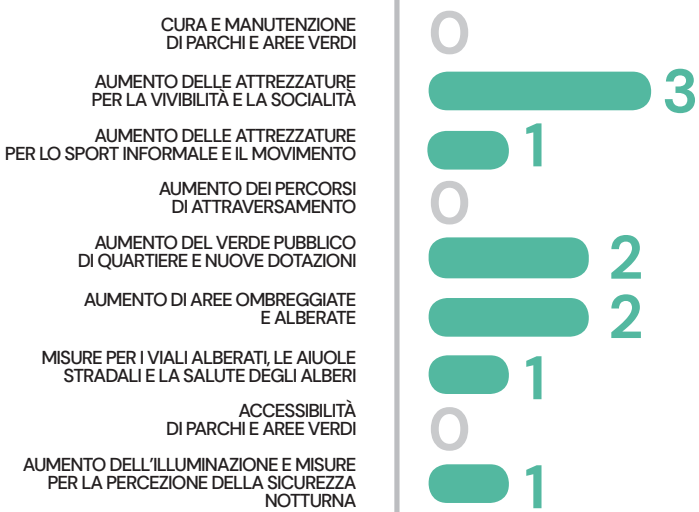 CURA E MANUTENZIONE
DI PARCHI E AREE VERDI
0
AUMENTO DELLE ATTREZZATURE
PER LA VIVIBILITÀ E LA SOCIALITÀ
3
AUMENTO DELLE ATTREZZATURE
PER LO SPORT INFORMALE E IL MOVIMENTO
1
AUMENTO DEI PERCORSI
DI ATTRAVERSAMENTO
0
AUMENTO DEL VERDE PUBBLICO
DI QUARTIERE E NUOVE DOTAZIONI
2
AUMENTO DI AREE OMBREGGIATE
E ALBERATE
2
MISURE PER I VIALI ALBERATI, LE AIUOLE
STRADALI E LA SALUTE DEGLI ALBERI
1
ACCESSIBILITÀ
DI PARCHI E AREE VERDI
0
AUMENTO DELL'ILLUMINAZIONE E MISURE
PER LA PERCEZIONE DELLA SICUREZZA
NOTTURNA
1